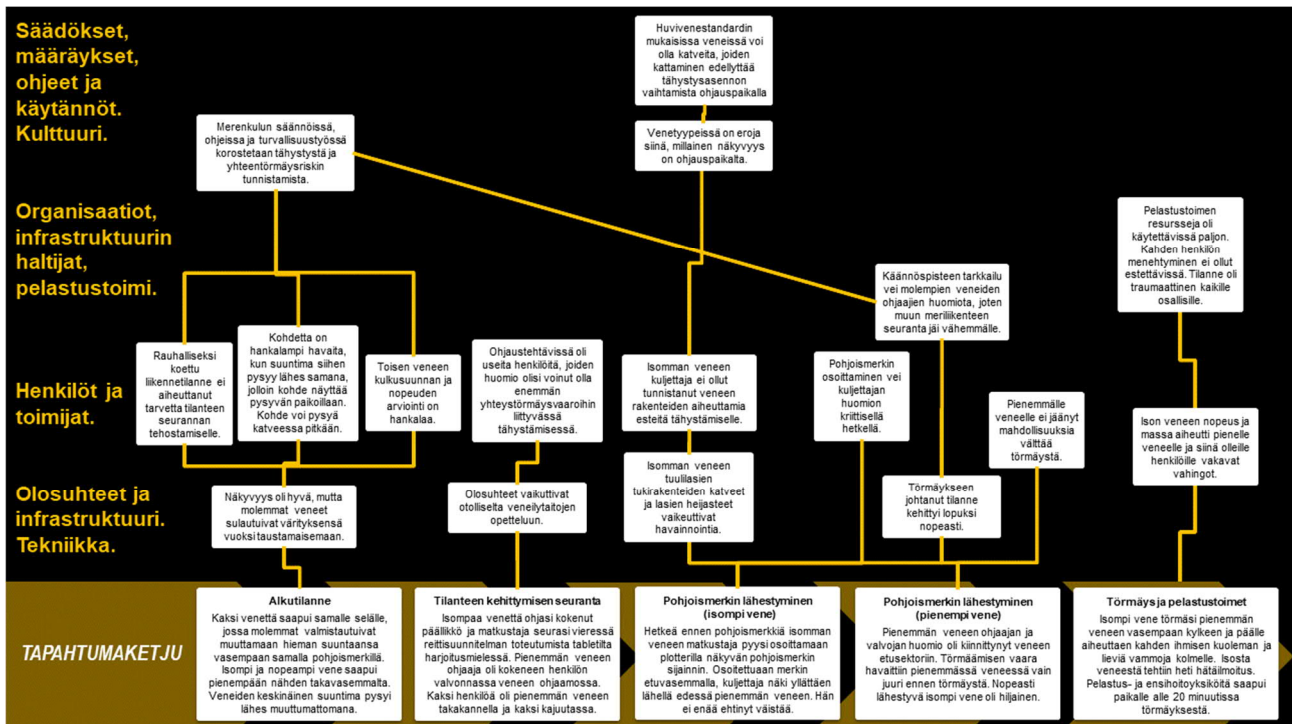 Säädökset,
määräykset,
ohjeet ja
käytännöt.
Kulttuuri.
Huvivenestandardin
mukaisissa veneissä voi
olla katveita, joiden
kattaminen edellyttää
tähystysasennon
vaihtamista ohjauspaikalla
Merenkulun säännöissä,
ohjeissa ja turvallisuustyössä
korostetaan tähystystä ja
yhteentörmäysriskin
tunnistamista.
Venetyypeissä on eroja
siinä, millainen näkyvyys
on ohjauspaikalta.
Organisaatiot,
infrastruktuurin
haltijat,
pelastustoimi.
Pelastustoimen
resursseja oli
käytettävissä paljon.
Kahden henkilön
menehtyminen ei ollut
estettävissä. Tilanne oli
traumaattinen kaikille
osallisille.
Käännöspisteen tarkkailu
vei molempien veneiden
ohjaajien huomiota, joten
muun meriliikenteen
seuranta jäi vähemmälle.
Henkilöt ja
toimijat.
Rauhalliseksi
koettu
liikennetilanne ei
aiheuttanut
tarvetta tilanteen
seurannan
tehostamiselle.
Kohdetta on
hankalampi havaita,
kun suuntima siihen
pysyy lähes samana,
jolloin kohde näyttää
pysyvän paikoillaan.
Kohde voi pysyä
katveessa pitkään.
Toisen veneen
kulkusuunnan ja
nopeuden
arviointi on
hankalaa.
Ohjaustehtävissä oli
useita henkilöitä, joiden
huomio olisi voinut olla
enemmän
yhteystörmäysvaaroihin
liittyvässä
tähystämisessä.
Isomman veneen
kuljettaja ei ollut
tunnistanut veneen
rakenteiden aiheuttamia
esteitä tähystämiselle.
Pohjoismerkin
osoittaminen vei
kuljettajan
huomion
kriittisellä
hetkellä.
Pienemmälle
veneelle ei jäänyt
mahdollisuuksia
välttää
törmäystä.
Ison veneen nopeus ja
massa aiheutti pienelle
veneelle ja siinä olleille
henkilöille vakavat
vahingot.
Olosuhteet ja
infrastruktuuri.
Tekniikka.
Näkyvyys oli hyvä, mutta
molemmat veneet
sulautuivat värityksensä
vuoksi taustamaisemaan.
Olosuhteet vaikuttivat
otolliselta veneilytaitojen
opetteluun.
Isomman veneen
tuulilasien
tukirakenteiden katveet
ja lasien heijasteet
vaikeuttivat
havainnointia.
Törmäykseen
johtanut tilanne
kehittyi lopuksi
nopeasti.
TAPAHTUMAKETJU
Alkutilanne
Kaksi venettä saapui samalle selälle,
jossa molemmat valmistautuivat
muuttamaan hieman suuntaansa
vasempaan samalla pohjoismerkillä.
Isompi ja nopeampi vene saapui
pienempään nähden takavasemmalta.
Veneiden keskinäinen suuntima pysyi
lähes muuttumattomana.
Tilanteen kehittymisen seuranta
Isompaa venettä ohjasi kokenut
päällikkö ja matkustaja seurasi vieressä
reittisuunnitelman toteutumista tabletilta
harjoitusmielessä. Pienemmän veneen
ohjaaja oli kokeneen henkilön
valvonnassa veneen ohjaamossa.
Kaksi henkilöä oli pienemmän veneen
takakannella ja kaksi kajuutassa.
Pohjoismerkin lähestyminen
(isompi vene)
Hetkeä ennen pohjoismerkkiä isomman
veneen matkustaja pyysi osoittamaan
plotterilla näkyvän pohjoismerkin
sijainnin. Osoitettuaan merkin
etuvasemmalla, kuljettaja näki yllättäen
lähellä edessä pienemmän veneen. Hän
ei enää ehtinyt väistää.
Pohjoismerkin lähestyminen
(pienempi vene)
Pienemmän veneen ohjaajan ja
valvojan huomio oli kiinnittynyt veneen
etusektoriin. Törmäämisen vaara
havaittiin pienemmässä veneessä vain
juuri ennen törmäystä. Nopeasti
lähestyvä isompi vene oli hiljainen.
Törmäys ja pelastustoimet
Isompi vene törmäsi pienemmän
veneen vasempaan kylkeen ja päälle
aiheuttaen kahden ihmisen kuoleman ja
lieviä vammoja kolmelle. Isosta
veneestä tehtiin heti hätäilmoitus.
Pelastus- ja ensihoitoyksiköitä saapui
paikalle alle 20 minuutissa
törmäyksestä.